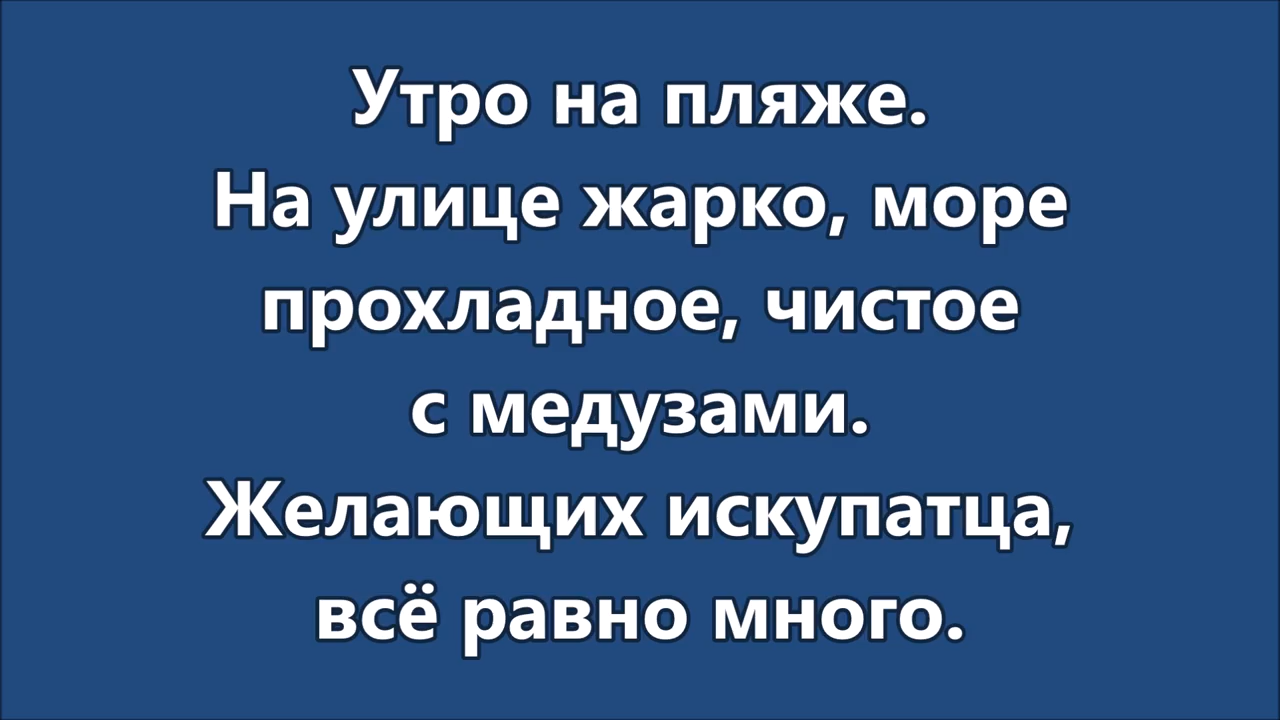 Утро на пляже.
На улице жарко, море
прохладное, чистое
с медузами.
Желающих искупатца,
всё равно много.